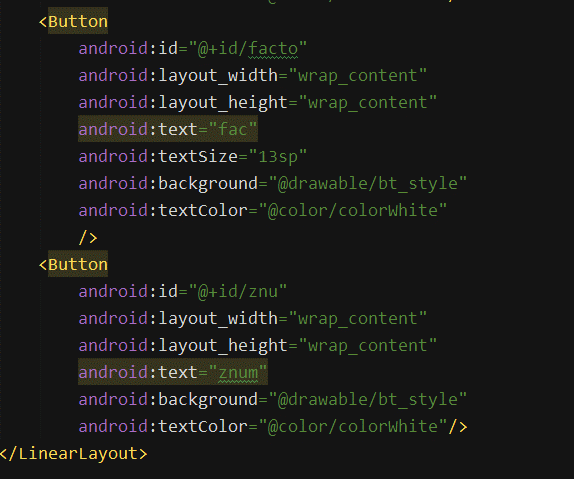 <Button
android:id="@+id/facto"
android:layout_width="wrap_content"
android:layout_height="wrap_content"
android:text="fac"
android:textSize="13sp"
android:background="@drawable/bt_style"
android:textColor="@color/colorWhite"
/>
<Button
android:id="@+id/znu"
android:layout_width="wrap_content"
android:layout_height="wrap_content"
android:text="znum"
android:background="@drawable/bt_style"
android:textColor="@color/colorWhite"/>
</LinearLayout>